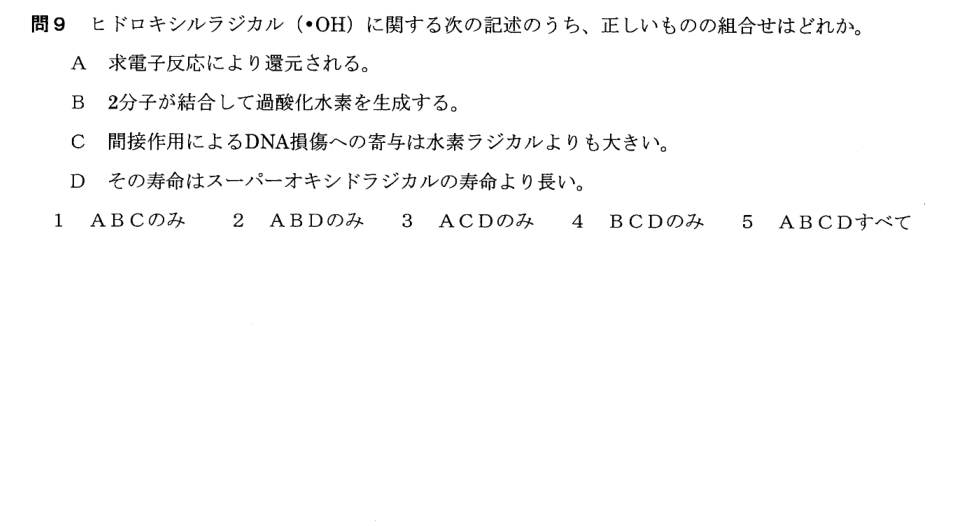 問9 ヒドロキシルラジカル（•OH）に関する次の記述のうち、正しいものの組合せはどれか。
A 求電子反応により還元される。
B 2分子が結合して過酸化水素を生成する。
C 間接作用によるDNA損傷への寄与は水素ラジカルよりも大きい。
D その寿命はスーパーオキシドラジカルの寿命より長い。
1 ABCのみ 2 ABDのみ 3 ACDのみ 4 BCDのみ 5 ABCDすべて